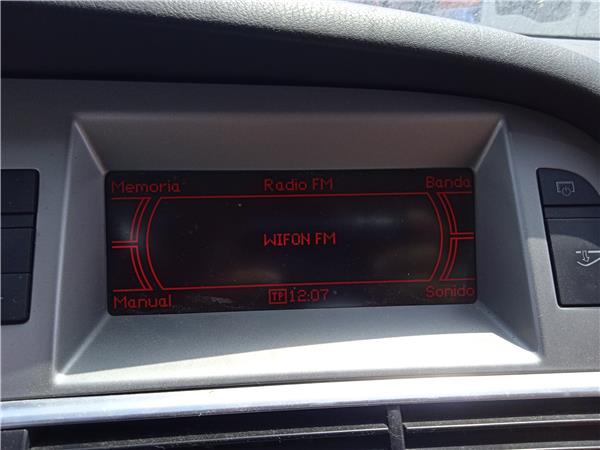 Memoria Radio FM Banda
WIFON FM
Manual TP 12:07 Sonido